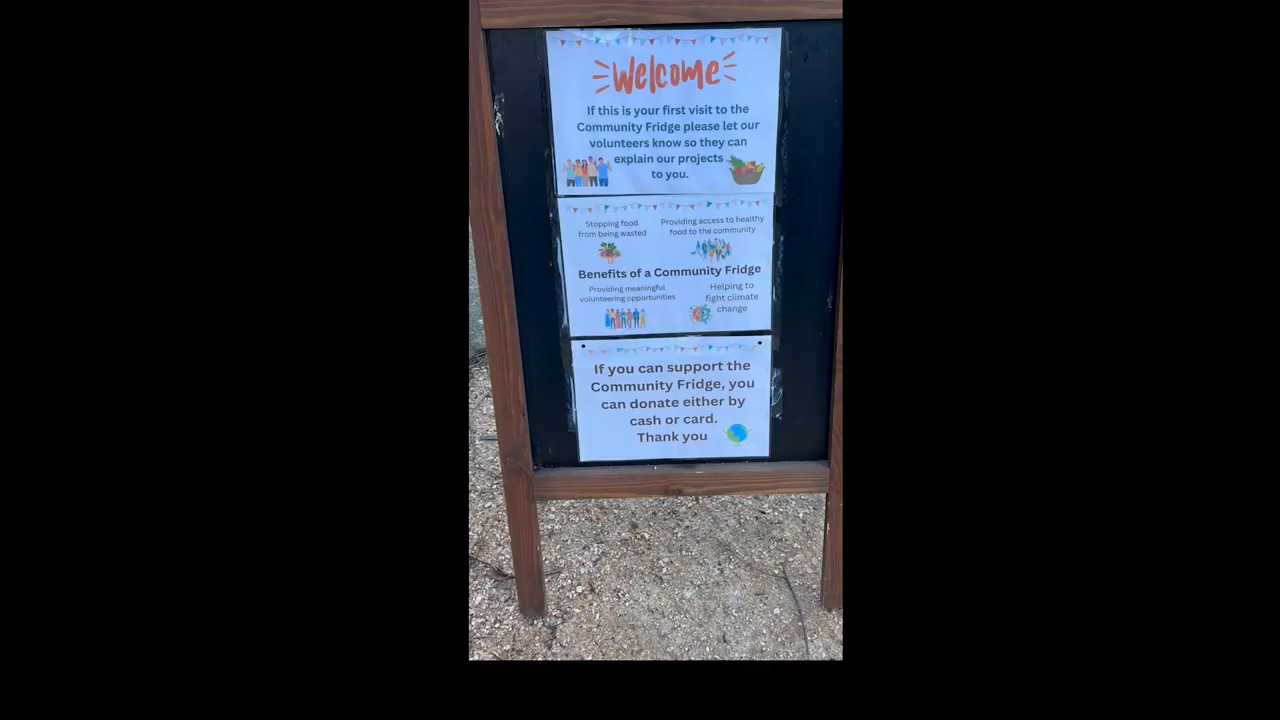 Welcome
If this is your first visit to the
Community Fridge please let our
volunteers know so they can
explain our projects
to you.
Stopping food
from being wasted
Providing access to healthy
food to the community
Benefits of a Community Fridge
Providing meaningful
volunteering opportunities
Helping to
fight climate
change
If you can support the
Community Fridge, you
can donate either by
cash or card.
Thank you